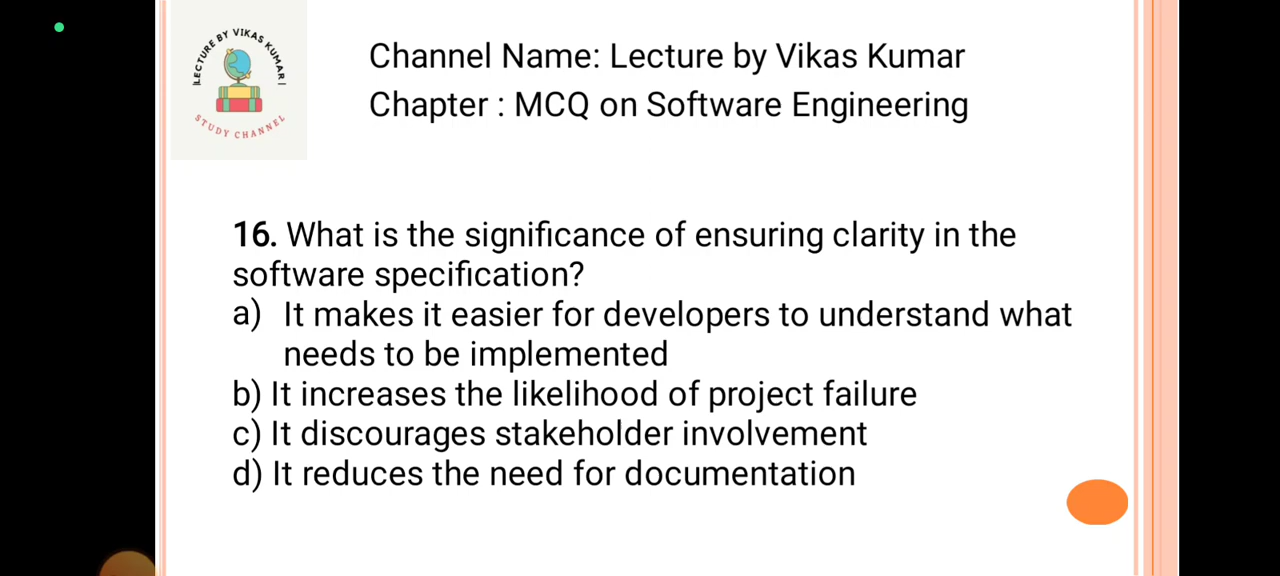 LECTURE BY VIKAS KUMAR
STUDY CHANNEL
Channel Name: Lecture by Vikas Kumar
Chapter : MCQ on Software Engineering
16. What is the significance of ensuring clarity in the
software specification?
a) It makes it easier for developers to understand what
needs to be implemented
b) It increases the likelihood of project failure
c) It discourages stakeholder involvement
d) It reduces the need for documentation